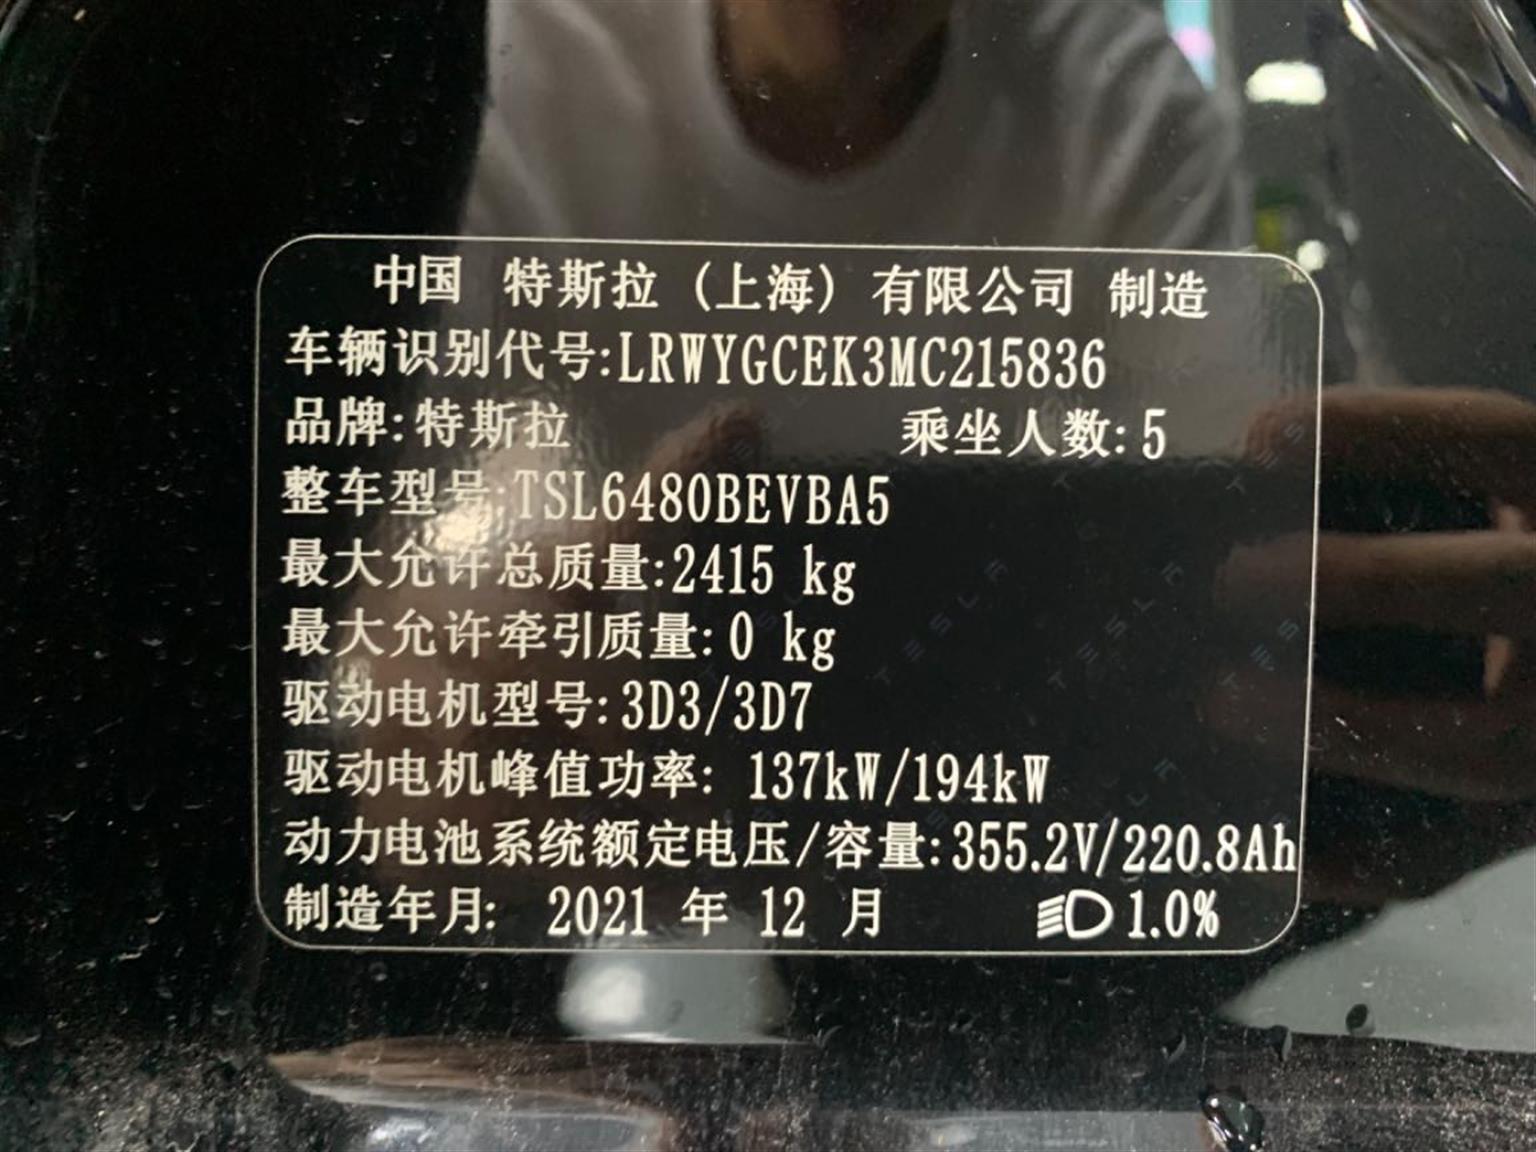 中国 特斯拉（上海）有限公司 制造
车辆识别代号:LRWYGCEK3MC215836
品牌:特斯拉 乘坐人数:5
整车型号:TSL6480BEVBA5
最大允许总质量:2415 kg
最大允许牵引质量:0 kg
驱动电机型号:3D3/3D7
驱动电机峰值功率: 137kW/194kW
动力电池系统额定电压/容量:355.2V/220.8Ah
制造年月: 2021 年 12 月 1.0%